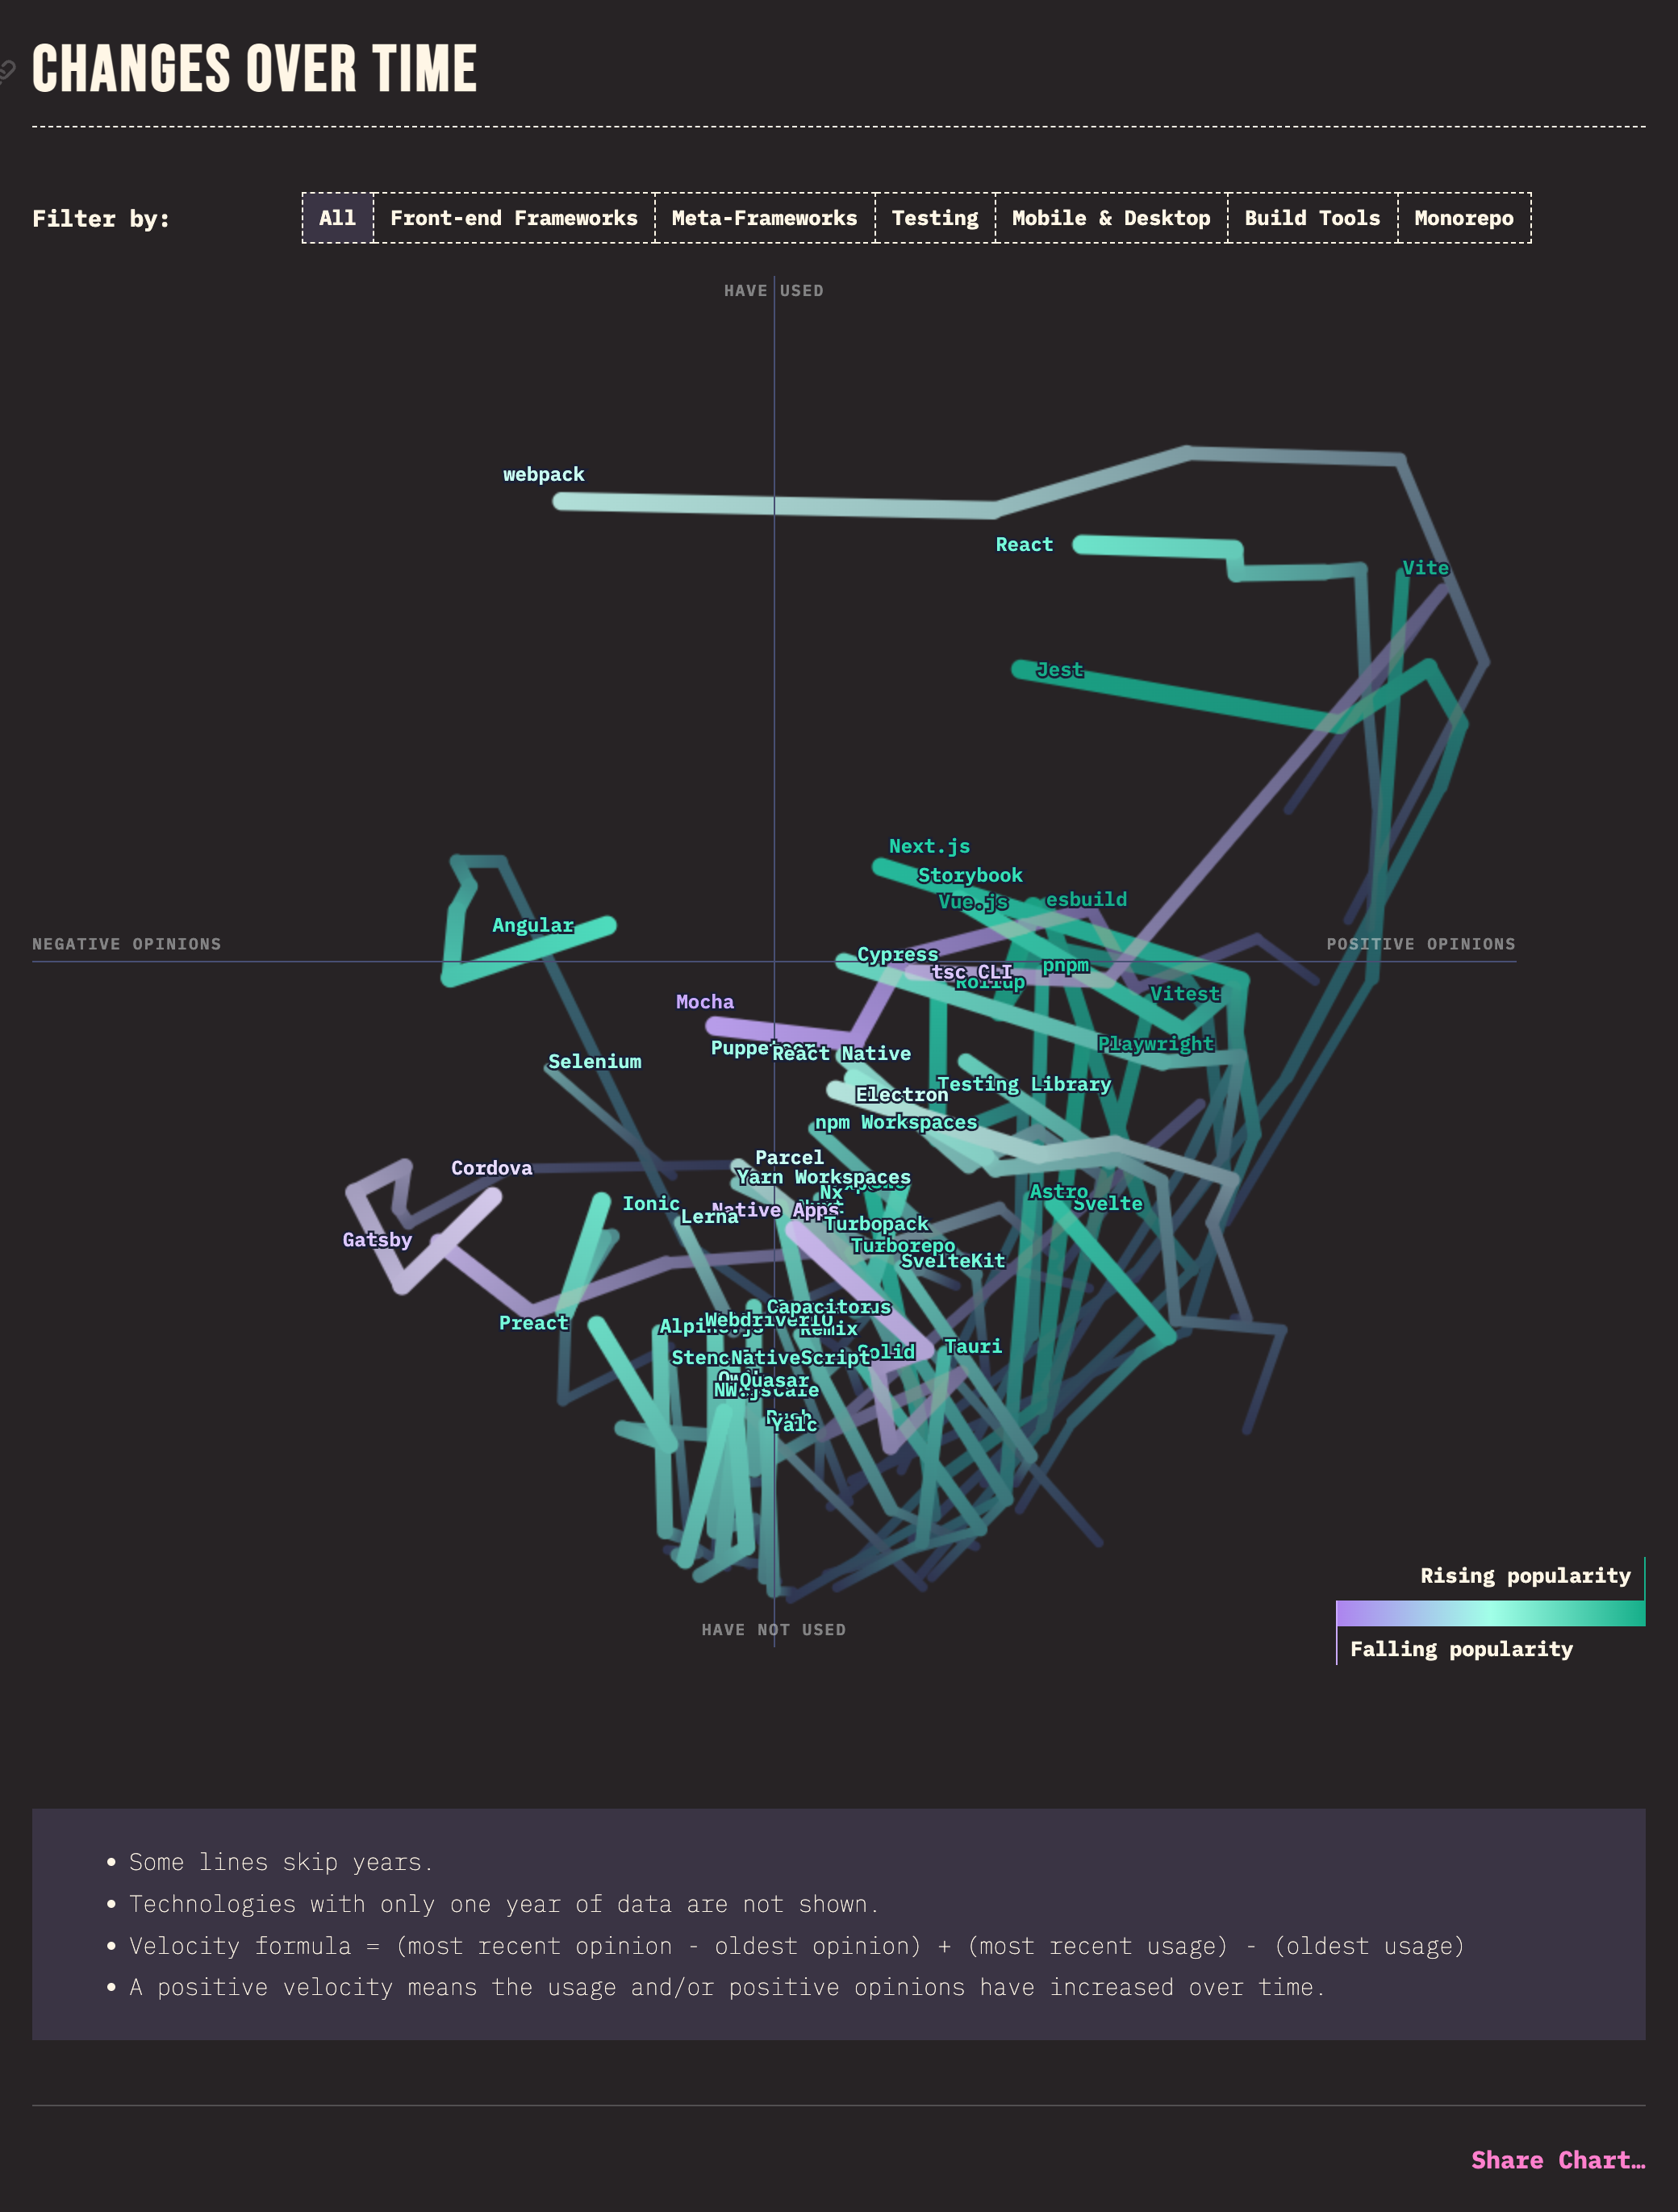 CHANGES OVER TIME
Filter by:
All
Front-end Frameworks
Meta-Frameworks
Testing
Mobile & Desktop
Build Tools
Monorepo
HAVE USED
webpack
React
Vite
Jest
Next.js
Storybook
Vue.js
esbuild
Angular
NEGATIVE OPINIONS
POSITIVE OPINIONS
Cypress
pnpm
tsc CLI
Rollup
Vitest
Mocha
Playwright
React Native
Selenium
Testing Library
Electron
npm Workspaces
Parcel
Cordova
Yarn Workspaces
Nx
Astro
Ionic
Svelte
Native Apps
Lerna
Turbopack
Gatsby
Turborepo
SvelteKit
Capacitor
Preact
WebdriverIO
Remix
Tauri
Solid
NativeScript
Quasar
NW.js
Yalc
Rising popularity
HAVE NOT USED
Falling popularity
Some lines skip years.
Technologies with only one year of data are not shown.
Velocity formula = (most recent opinion - oldest opinion) + (most recent usage) - (oldest usage)
A positive velocity means the usage and/or positive opinions have increased over time.
Share Chart…